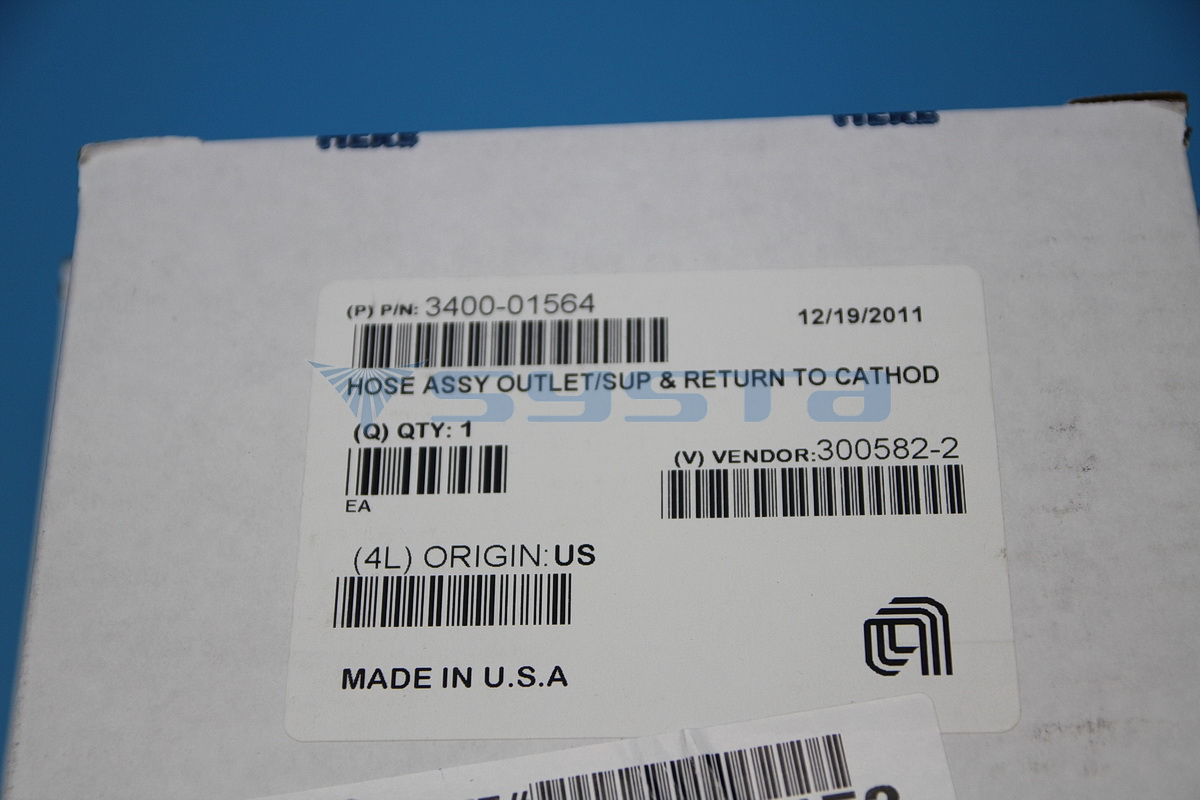 (P) P/N: 3400-01564
12/19/2011
HOSE ASSY OUTLET/SUP & RETURN TO CATHOD
systa
(Q) QTY: 1
(V) VENDOR:300582-2
EA
(4L) ORIGIN:US
MADE IN U.S.A